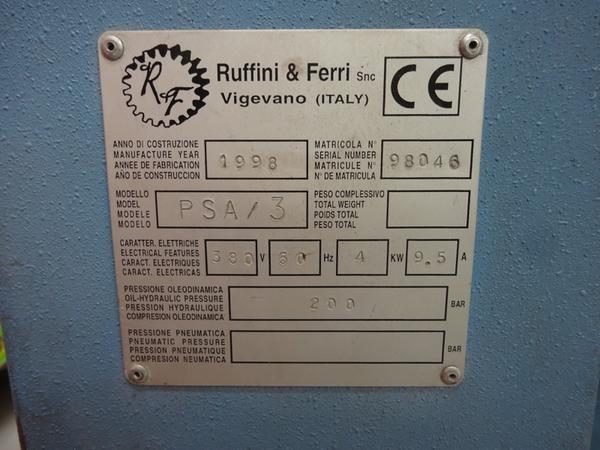 R & F
Ruffini & Ferri Snc
Vigevano (ITALY)
CE
ANNO DI COSTRUZIONE
MANUFACTURE YEAR
ANNEE DE FABRICATION
AÑO DE CONSTRUCCION
1998
MATRICOLA N°
SERIAL NUMBER
MATRICULE N°
N° DE MATRICULA
98046
MODELLO
MODEL
MODELE
MODELO
PSA/3
PESO COMPLESSIVO
TOTAL WEIGHT
POIDS TOTAL
PESO TOTAL
CARATTER. ELETTRICHE
ELECTRICAL FEATURES
CARACT. ELECTRIQUES
CARACT. ELECTRICAS
380 V 50 Hz 4 KW 9.5 A
PRESSIONE OLEODINAMICA
OIL-HYDRAULIC PRESSURE
PRESSION HYDRAULIQUE
COMPRESION OLEODINAMICA
200 BAR
PRESSIONE PNEUMATICA
PNEUMATIC PRESSURE
PRESSION PNEUMATIQUE
COMPRESION NEUMATICA
BAR